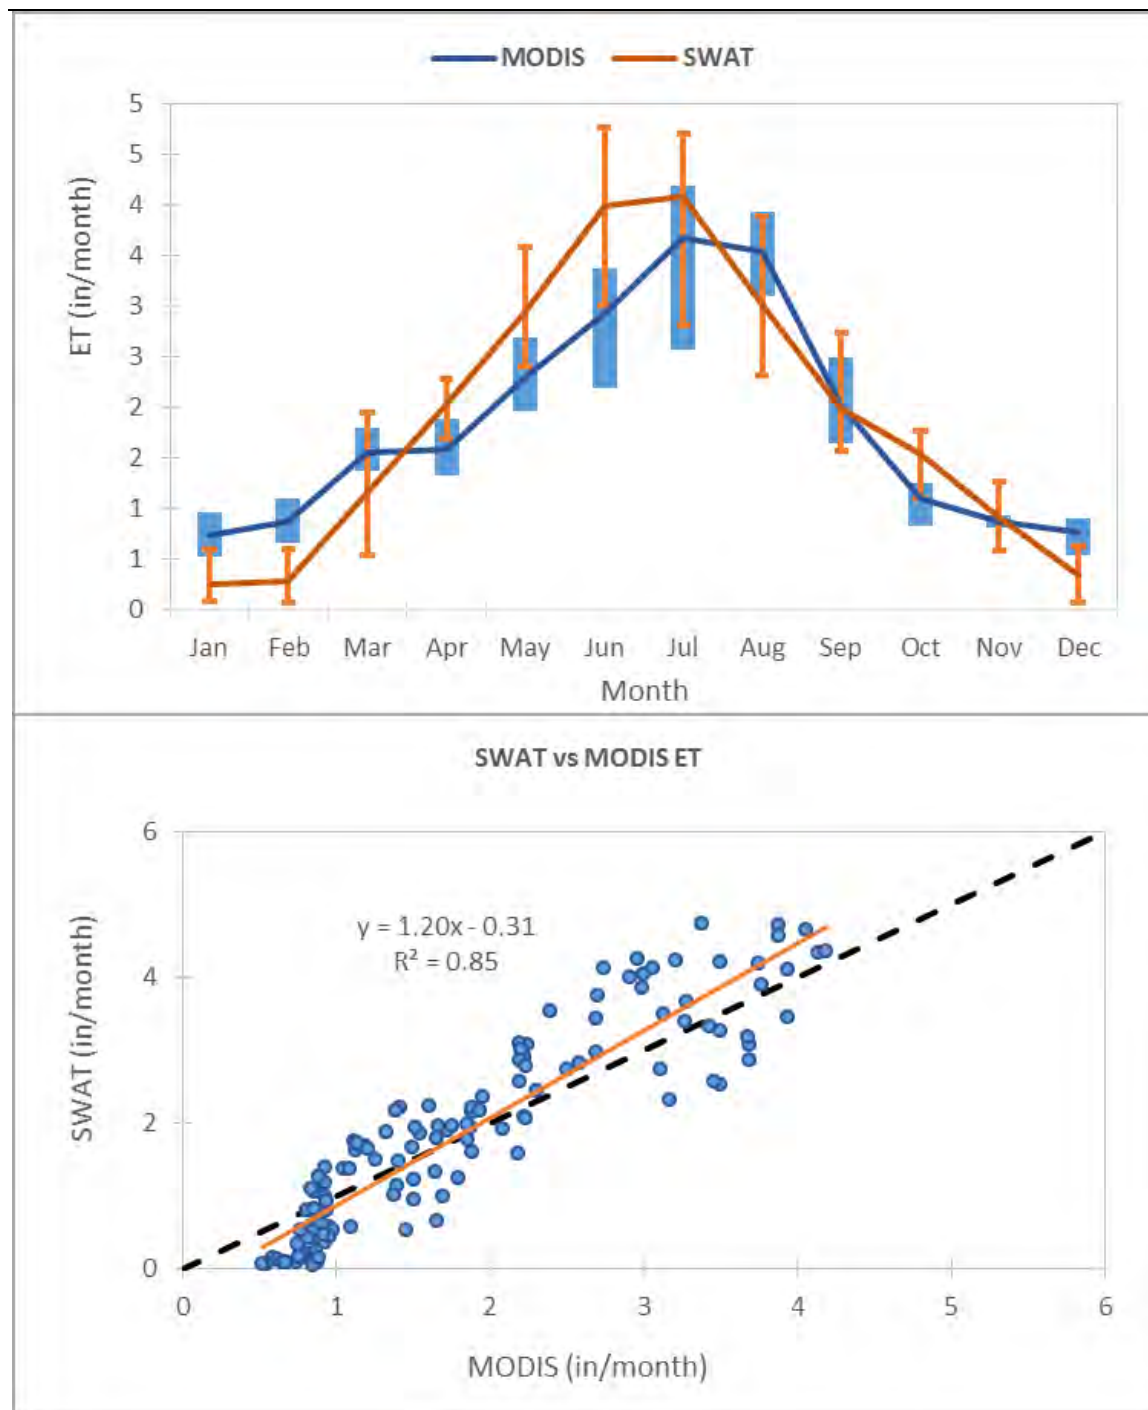 MODIS SWAT
5
5
4
4
3
3
2
2
1
1
0
ET (in/month)
Jan Feb Mar Apr May Jun Jul Aug Sep Oct Nov Dec
Month
SWAT vs MODIS ET
6
4
2
0
SWAT (in/month)
y = 1.20x - 0.31
R² = 0.85
0 1 2 3 4 5 6
MODIS (in/month)